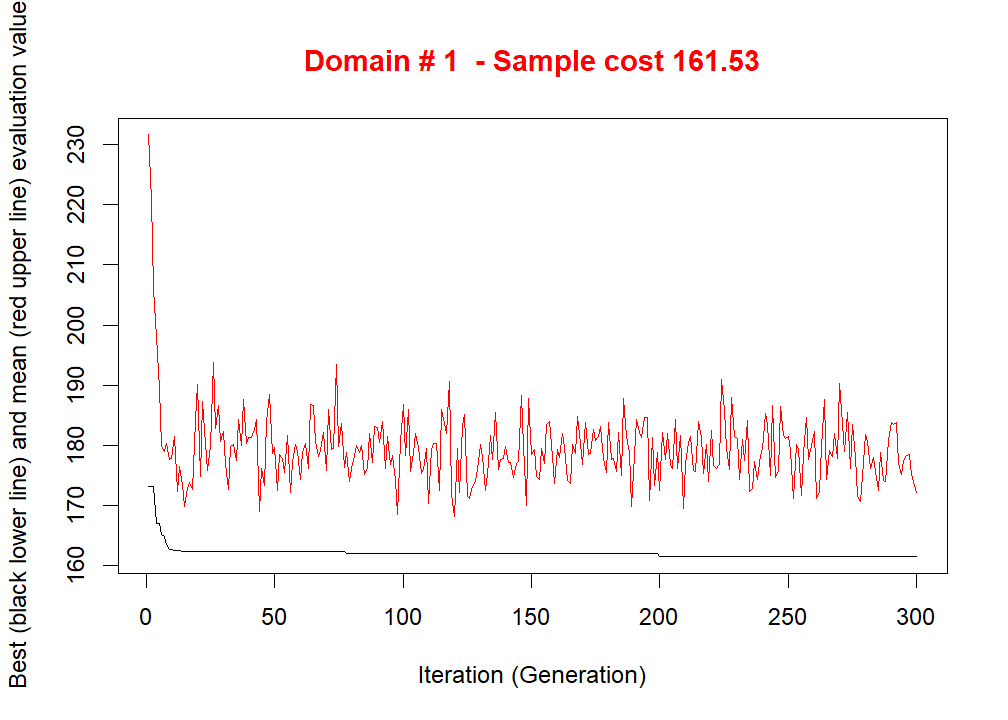 Domain # 1  - Sample cost 161.53
Best (black lower line) and mean (red upper line) evaluation value
230
220
210
200
190
180
170
160
0 50 100 150 200 250 300
Iteration (Generation)